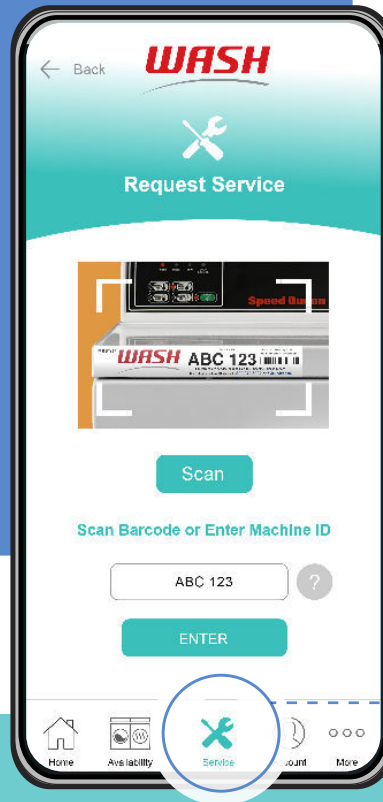 Back
WASH
Request Service
Speed Queen
WASH ABC 123
Scan
Scan Barcode or Enter Machine ID
ABC 123
?
ENTER
Home
Availability
Service
ount
More